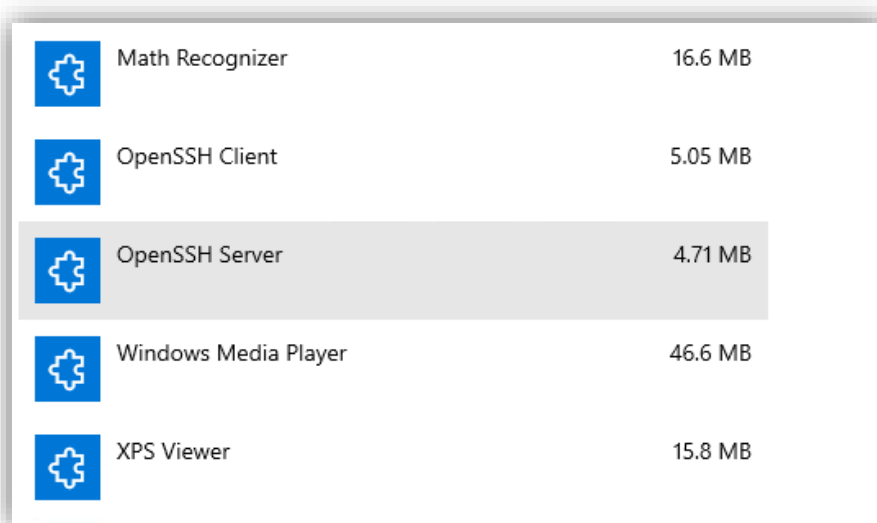 Math Recognizer 16.6 MB
OpenSSH Client 5.05 MB
OpenSSH Server 4.71 MB
Windows Media Player 46.6 MB
XPS Viewer 15.8 MB